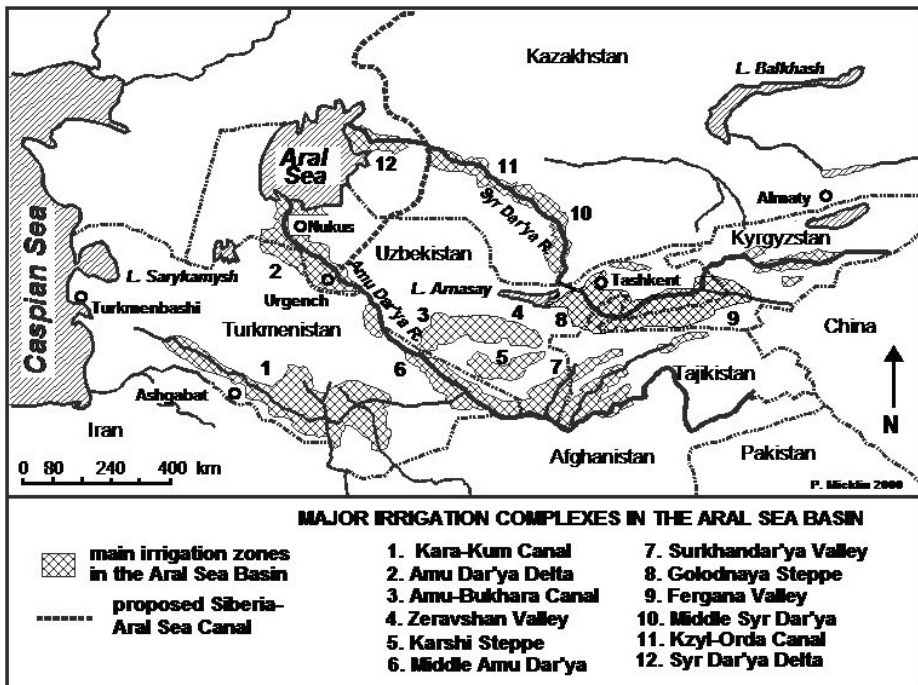 Kazakhstan
L. Balkhash
Aral
Sea
12
11
Syr Dar'ya R.
10
Almaty
Nukus
Kyrgyzstan
Caspian Sea
L. Sarykamysh
2
Uzbekistan
Tashkent
Turkmenbashi
Urgench
Amu Dar'ya R.
L. Arnasay
Turkmenistan
3
4
8
9
China
1
6
5
7
Tajikistan
Ashgabat
N
Iran
Afghanistan
Pakistan
0 80 240 400 km
P. Micklin 2000
MAJOR IRRIGATION COMPLEXES IN THE ARAL SEA BASIN
main irrigation zones
in the Aral Sea Basin
proposed Siberia-
Aral Sea Canal
1. Kara-Kum Canal
2. Amu Dar'ya Delta
3. Amu-Bukhara Canal
4. Zeravshan Valley
5. Karshi Steppe
6. Middle Amu Dar'ya
7. Surkhandar'ya Valley
8. Golodnaya Steppe
9. Fergana Valley
10. Middle Syr Dar'ya
11. Kzyl-Orda Canal
12. Syr Dar'ya Delta